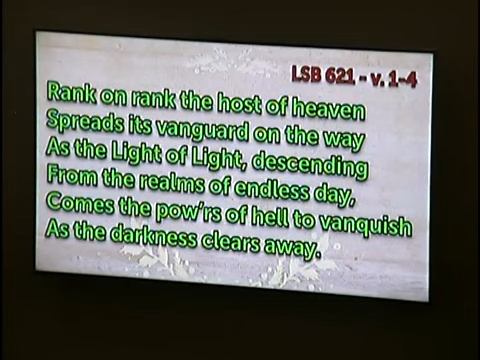 LSB 621 - v. 1-4
Rank on rank the host of heaven
Spreads its vanguard on the way
As the Light of Light, descending
From the realms of endless day,
Comes the pow'rs of hell to vanquish
As the darkness clears away.